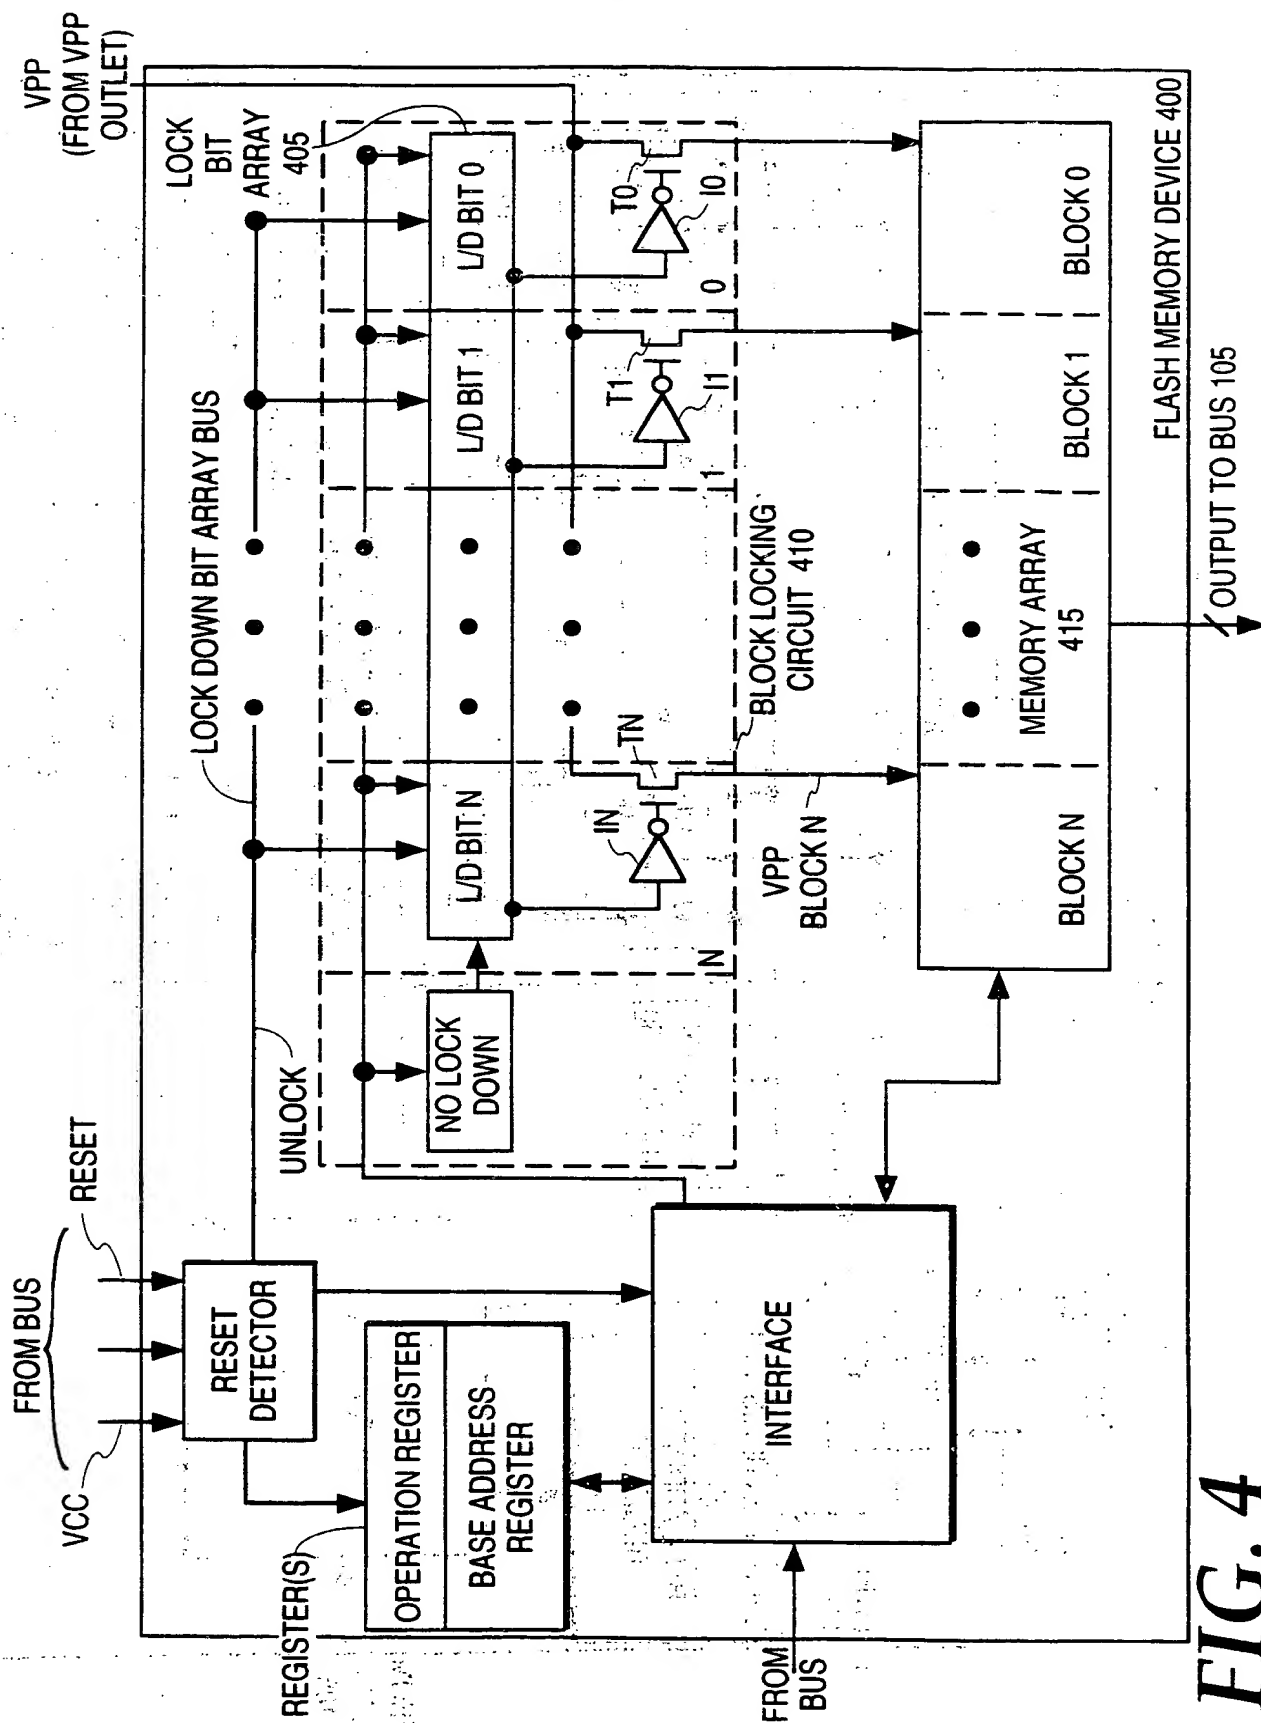 VPP
(FROM VPP
OUTLET)
FROM BUS
VCC
RESET
RESET
DETECTOR
UNLOCK
LOCK DOWN BIT ARRAY BUS
LOCK
BIT
ARRAY
405
REGISTER(S)
OPERATION REGISTER
BASE ADDRESS
REGISTER
NO LOCK
DOWN
L/D BIT N
L/D BIT 1
L/D BIT 0
IN
TN
T1
I1
T0
I0
N
1
0
INTERFACE
FROM
BUS
VPP
BLOCK N
BLOCK LOCKING
CIRCUIT 410
BLOCK N
MEMORY ARRAY
415
BLOCK 1
BLOCK 0
FLASH MEMORY DEVICE 400
OUTPUT TO BUS 105
FIG. 4